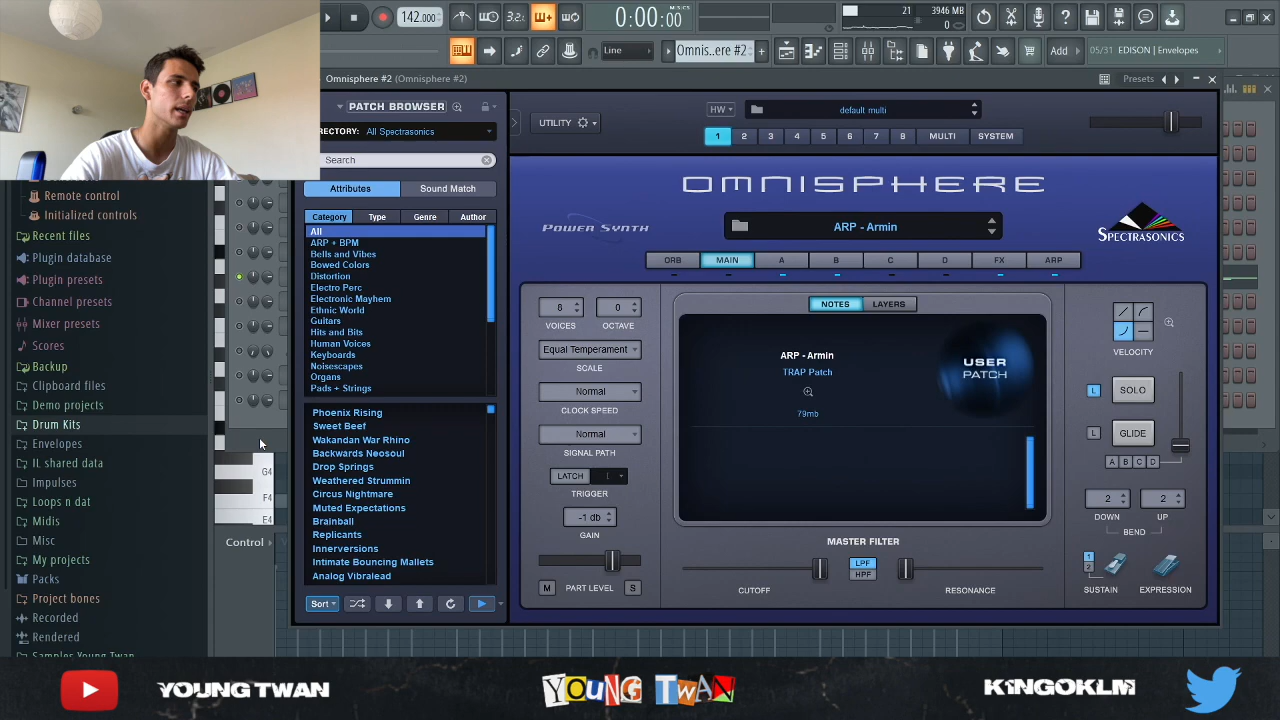 142.000
3.2.
0:00:00
21
3946 MB
0
Line
Omnis..ere #2
Add
05/31 EDISON | Envelopes
Omnisphere #2 (Omnisphere #2)
Presets
PATCH BROWSER
DIRECTORY: All Spectrasonics
Search
Attributes
Sound Match
Category
Type
Genre
Author
All
ARP + BPM
Bells and Vibes
Bowed Colors
Distortion
Electro Perc
Electronic Mayhem
Ethnic World
Guitars
Hits and Bits
Human Voices
Keyboards
Noisescapes
Organs
Pads + Strings
Phoenix Rising
Sweet Beef
Wakandan War Rhino
Backwards Neosoul
Drop Springs
Weathered Strummin
Circus Nightmare
Muted Expectations
Brainball
Replicants
Innerversions
Intimate Bouncing Mallets
Analog Vibralead
Sort
UTILITY
HW
default multi
1 2 3 4 5 6 7 8 MULTI SYSTEM
OMNISPHERE
POWER SYNTH
ARP - Armin
SPECTRASONICS
ORB MAIN A B C D FX ARP
8
VOICES
0
OCTAVE
Equal Temperament
SCALE
Normal
CLOCK SPEED
Normal
SIGNAL PATH
LATCH
TRIGGER
-1 db
GAIN
M PART LEVEL S
NOTES
LAYERS
ARP - Armin
TRAP Patch
79mb
USER
PATCH
MASTER FILTER
CUTOFF
LPF
HPF
RESONANCE
VELOCITY
L SOLO
L GLIDE
A B C D
2
DOWN
2
UP
BEND
1
2
SUSTAIN
EXPRESSION
Remote control
Initialized controls
Recent files
Plugin database
Plugin presets
Channel presets
Mixer presets
Scores
Backup
Clipboard files
Demo projects
Drum Kits
Envelopes
IL shared data
Impulses
Loops n dat
Midis
Misc
My projects
Packs
Project bones
Recorded
Rendered
Samples Young Twan
G4
F4
E4
Control
YOUNG TWAN
YOUNG TWAN
K1NGOKLM